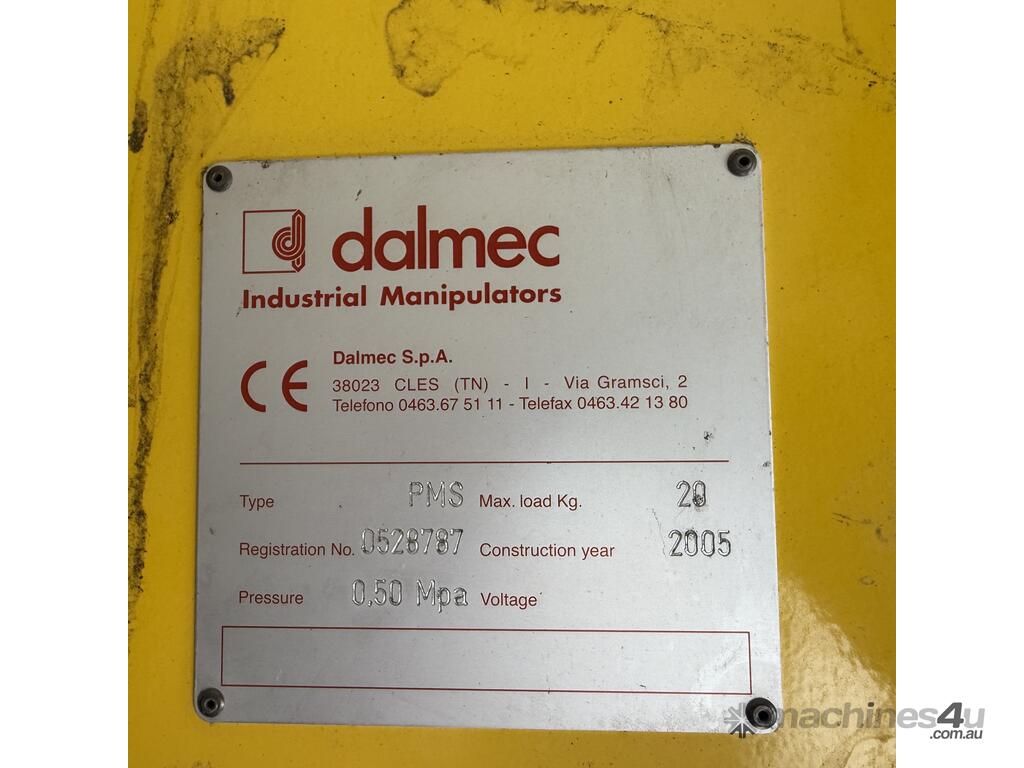 dalmec
Industrial Manipulators
CE
Dalmec S.p.A.
38023 CLES (TN) - I - Via Gramsci, 2
Telefono 0463.67 51 11 - Telefax 0463.42 13 80
Type PMS Max. load Kg. 20
Registration No. 0528787 Construction year 2005
Pressure 0,50 Mpa Voltage
machines4u
.com.au